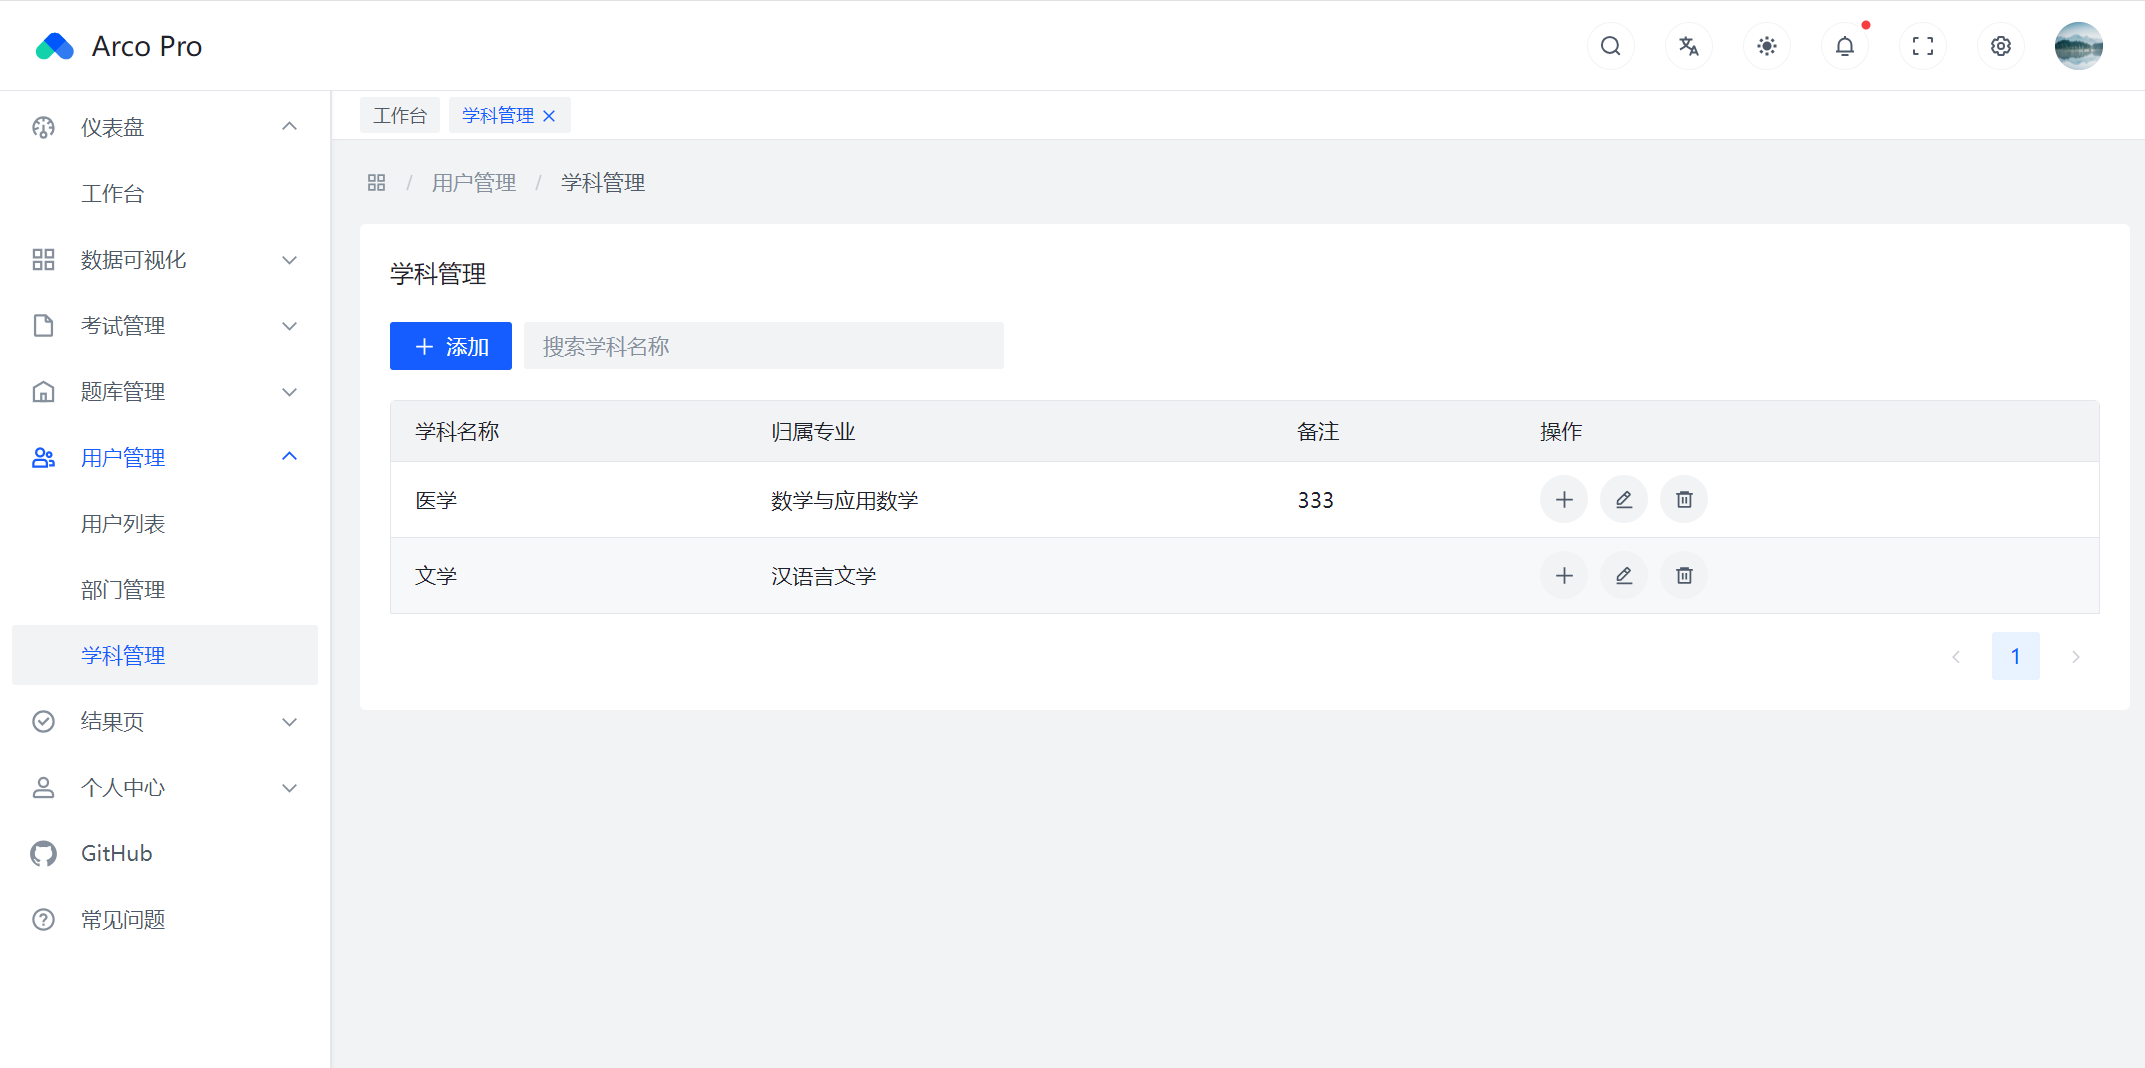 Arco Pro
仪表盘
工作台
数据可视化
考试管理
题库管理
用户管理
用户列表
部门管理
学科管理
结果页
个人中心
GitHub
常见问题
工作台 学科管理
/ 用户管理 / 学科管理
学科管理
添加 搜索学科名称
学科名称 归属专业 备注 操作
医学 数学与应用数学 333
文学 汉语言文学
1